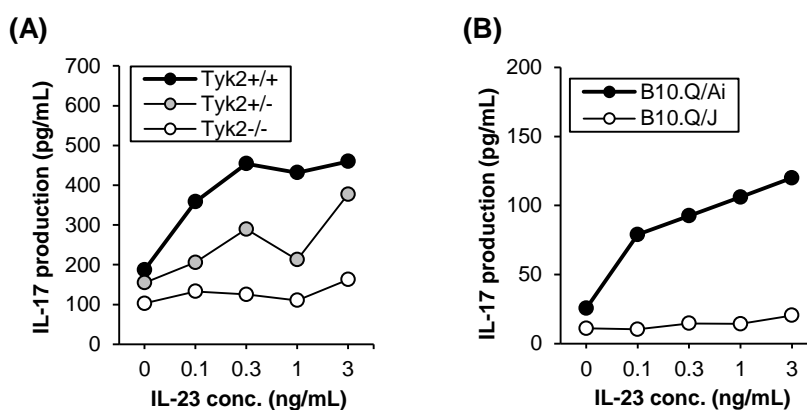 (A)
700
600
500
400
300
200
100
0
IL-17 production (pg/mL)
Tyk2+/+
Tyk2+/-
Tyk2-/-
0 0.1 0.3 1 3
IL-23 conc. (ng/mL)
(B)
200
150
100
50
0
IL-17 production (pg/mL)
B10.Q/Ai
B10.Q/J
0 0.1 0.3 1 3
IL-23 conc. (ng/mL)